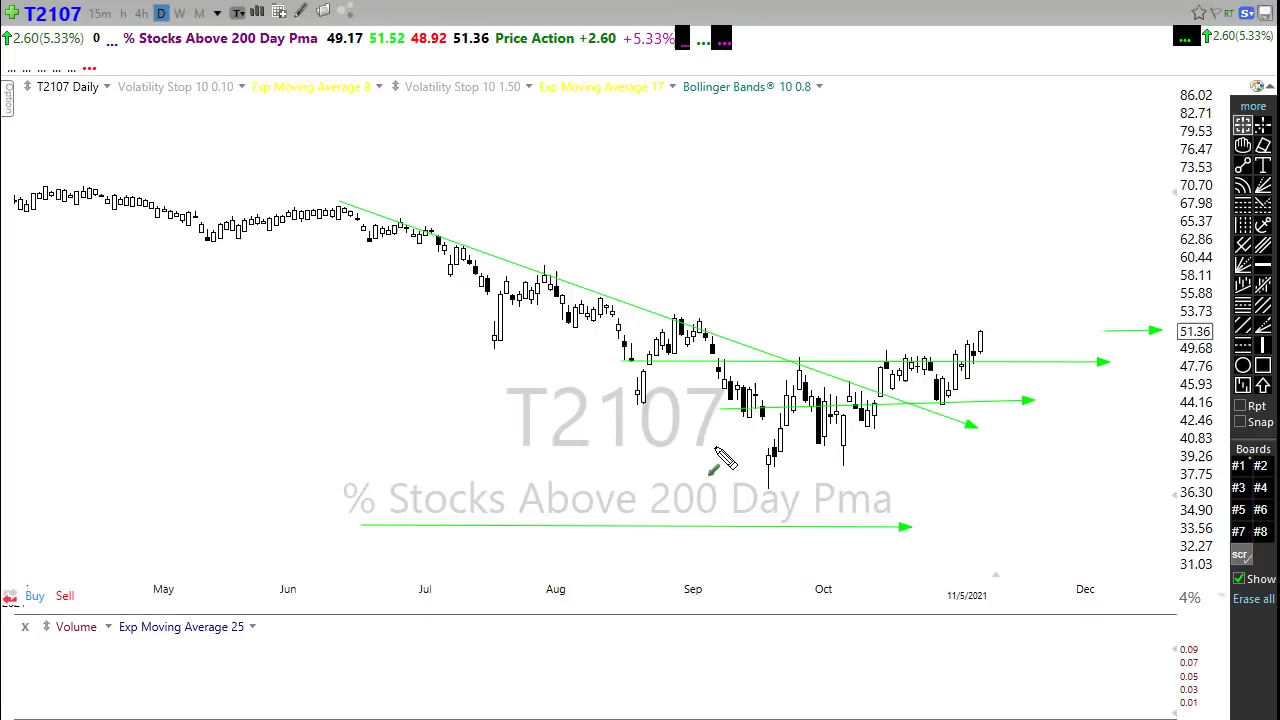 T2107 15m h 4h D W M T RT S
2.60(5.33%) 0 ... % Stocks Above 200 Day Pma 49.17 51.52 48.92 51.36 Price Action +2.60 +5.33% ... ... ... 2.60(5.33%)
... ... ... ... ... ...
Option
T2107 Daily Volatility Stop 10 0.10 Exp Moving Average 8 Volatility Stop 10 1.50 Exp Moving Average 17 Bollinger Bands® 10 0.8
86.02
82.71
79.53
76.47
73.53
70.70
67.98
65.37
62.86
60.44
58.11
55.88
53.73
51.36
49.68
47.76
45.93
44.16
42.46
40.83
39.26
37.75
36.30
34.90
33.56
32.27
31.03
T2107
% Stocks Above 200 Day Pma
May Jun Jul Aug Sep Oct 11/5/2021 Dec
Buy Sell
4%
x Volume Exp Moving Average 25
0.09
0.07
0.05
0.03
0.01
more
T
Rpt
Snap
Boards
#1 #2
#3 #4
#5 #6
#7 #8
scr
Show
Erase all